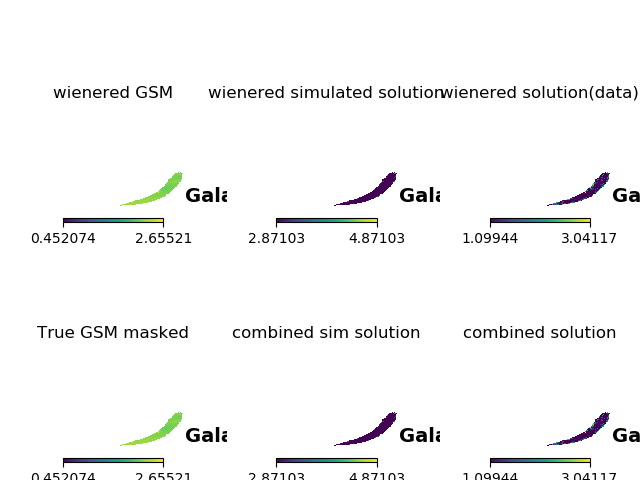 wienered GSM wienered simulated solution wienered solution(data)
Gala Gala Ga
0.452074 2.65521 2.87103 4.87103 1.09944 3.04117
True GSM masked combined sim solution combined solution
Gala Gala Ga
0.452074 2.65521 2.87103 4.87103 1.09944 3.04117